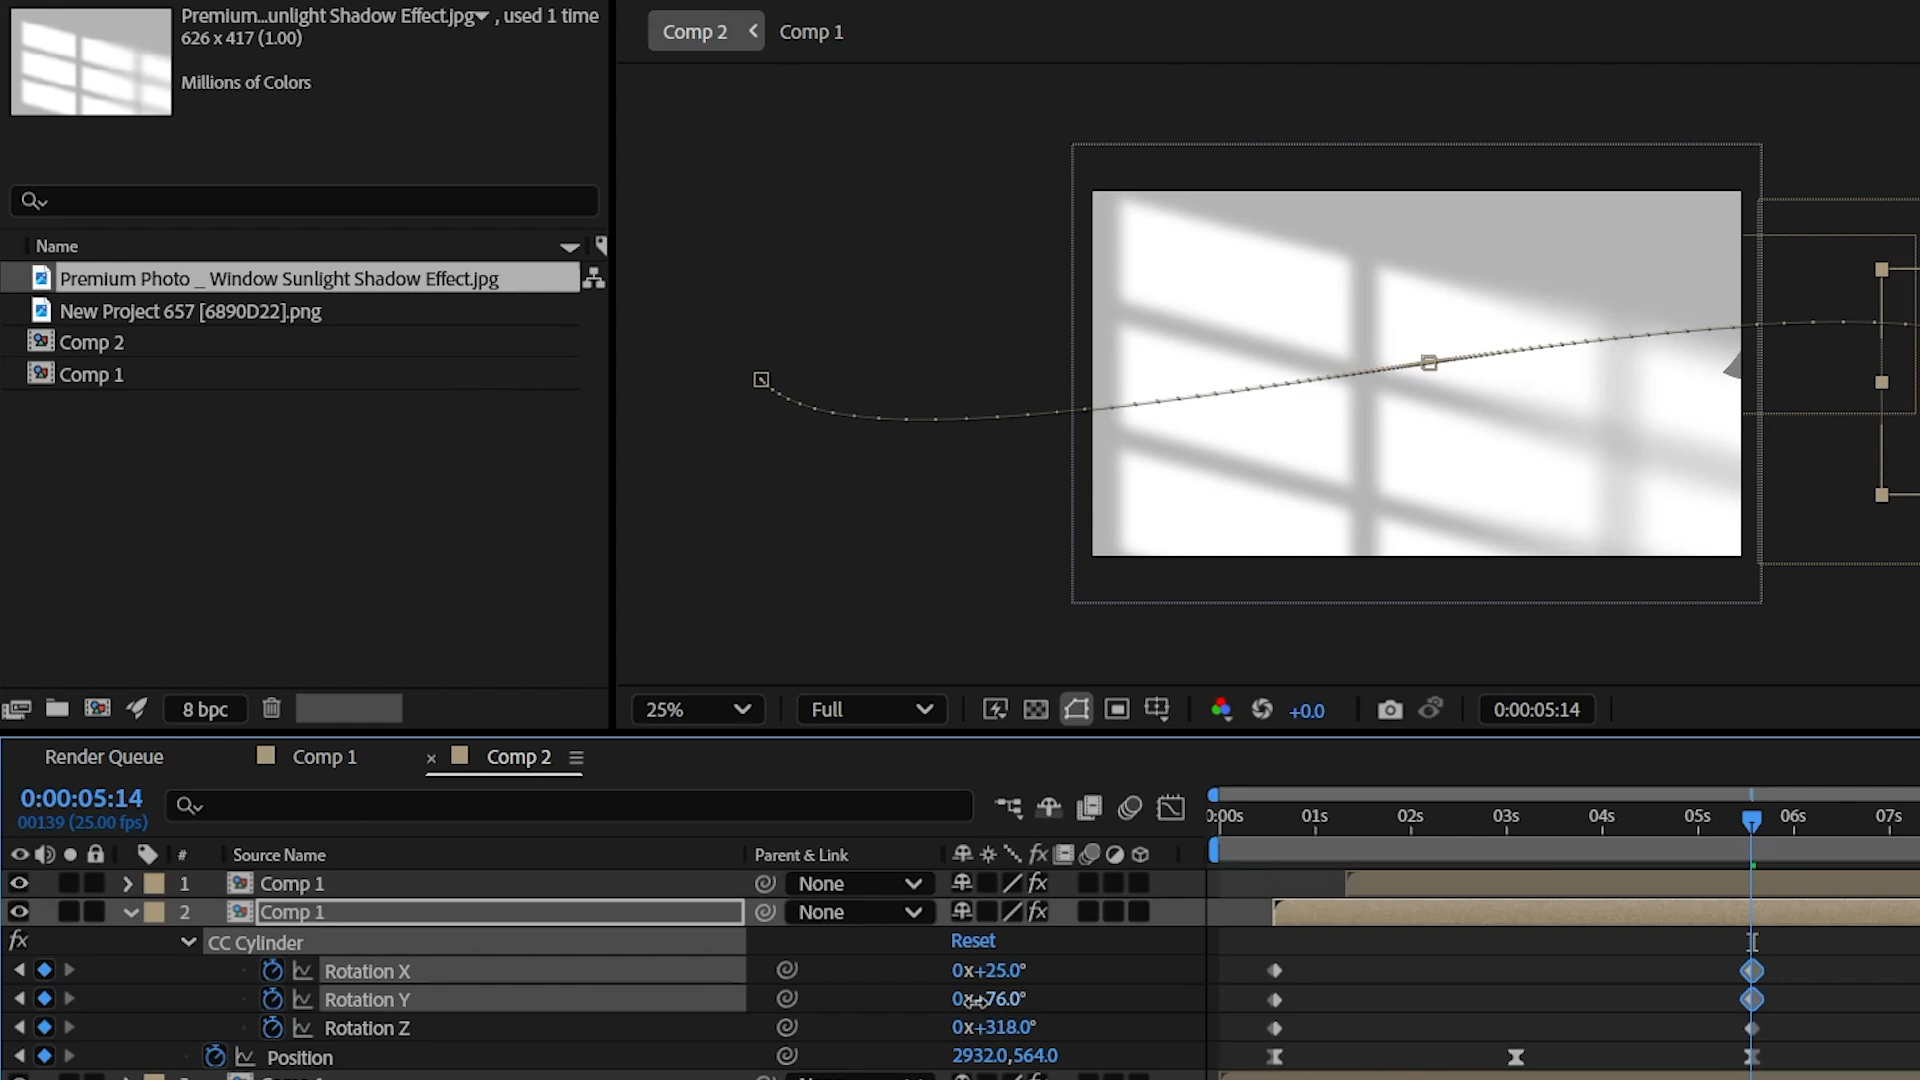 Premium...unlight Shadow Effect.jpg , used 1 time
626 x 417 (1.00)
Millions of Colors
Name
Premium Photo _ Window Sunlight Shadow Effect.jpg
New Project 657 [6890D22].png
Comp 2
Comp 1
8 bpc
Comp 2 Comp 1
25% Full +0.0 0:00:05:14
Render Queue Comp 1 × Comp 2
0:00:05:14
00139 (25.00 fps)
0:00s 01s 02s 03s 04s 05s 06s 07s
# Source Name Parent & Link fx
1 Comp 1 None fx
2 Comp 1 None fx
fx CC Cylinder Reset
Rotation X 0x+25.0°
Rotation Y 0x+76.0°
Rotation Z 0x+318.0°
Position 2932.0,564.0